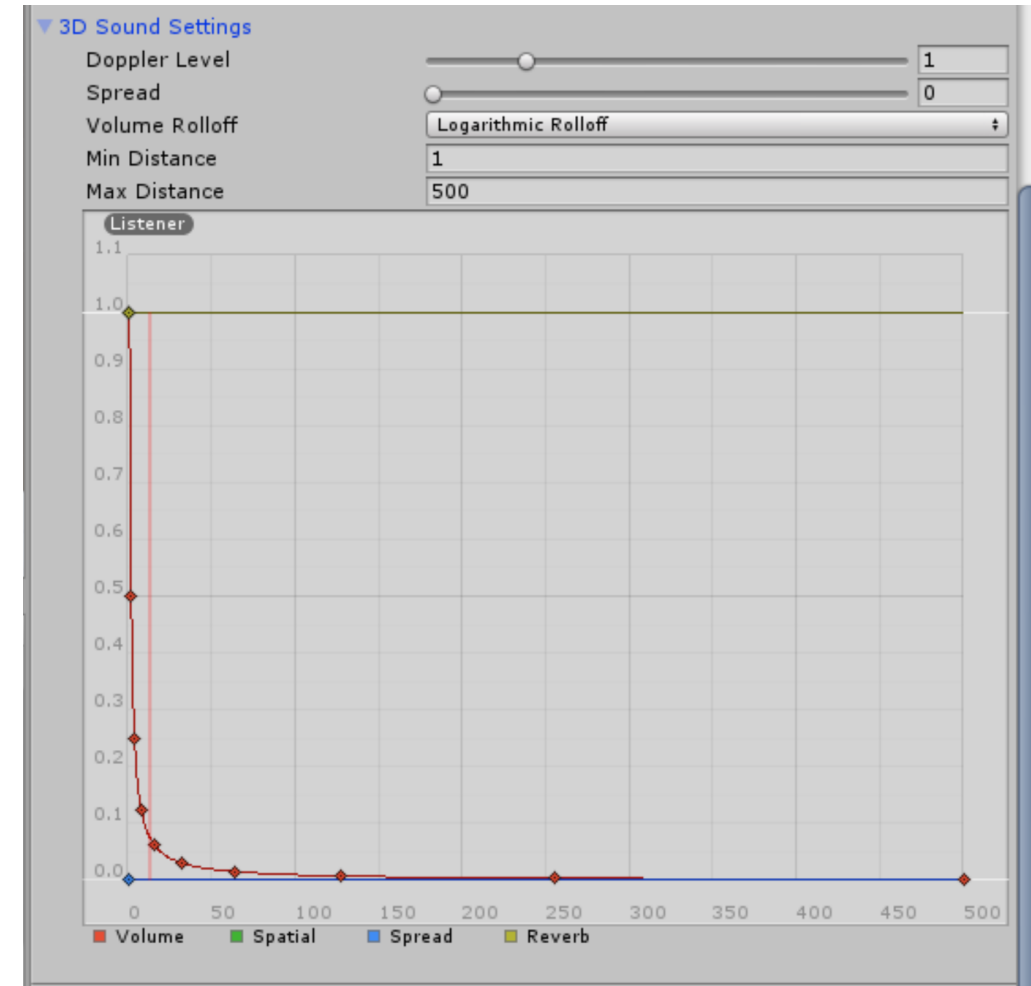 3D Sound Settings
Doppler Level 1
Spread 0
Volume Rolloff Logarithmic Rolloff
Min Distance 1
Max Distance 500
Listener
1.1
1.0
0.9
0.8
0.7
0.6
0.5
0.4
0.3
0.2
0.1
0.0
0 50 100 150 200 250 300 350 400 450 500
Volume Spatial Spread Reverb